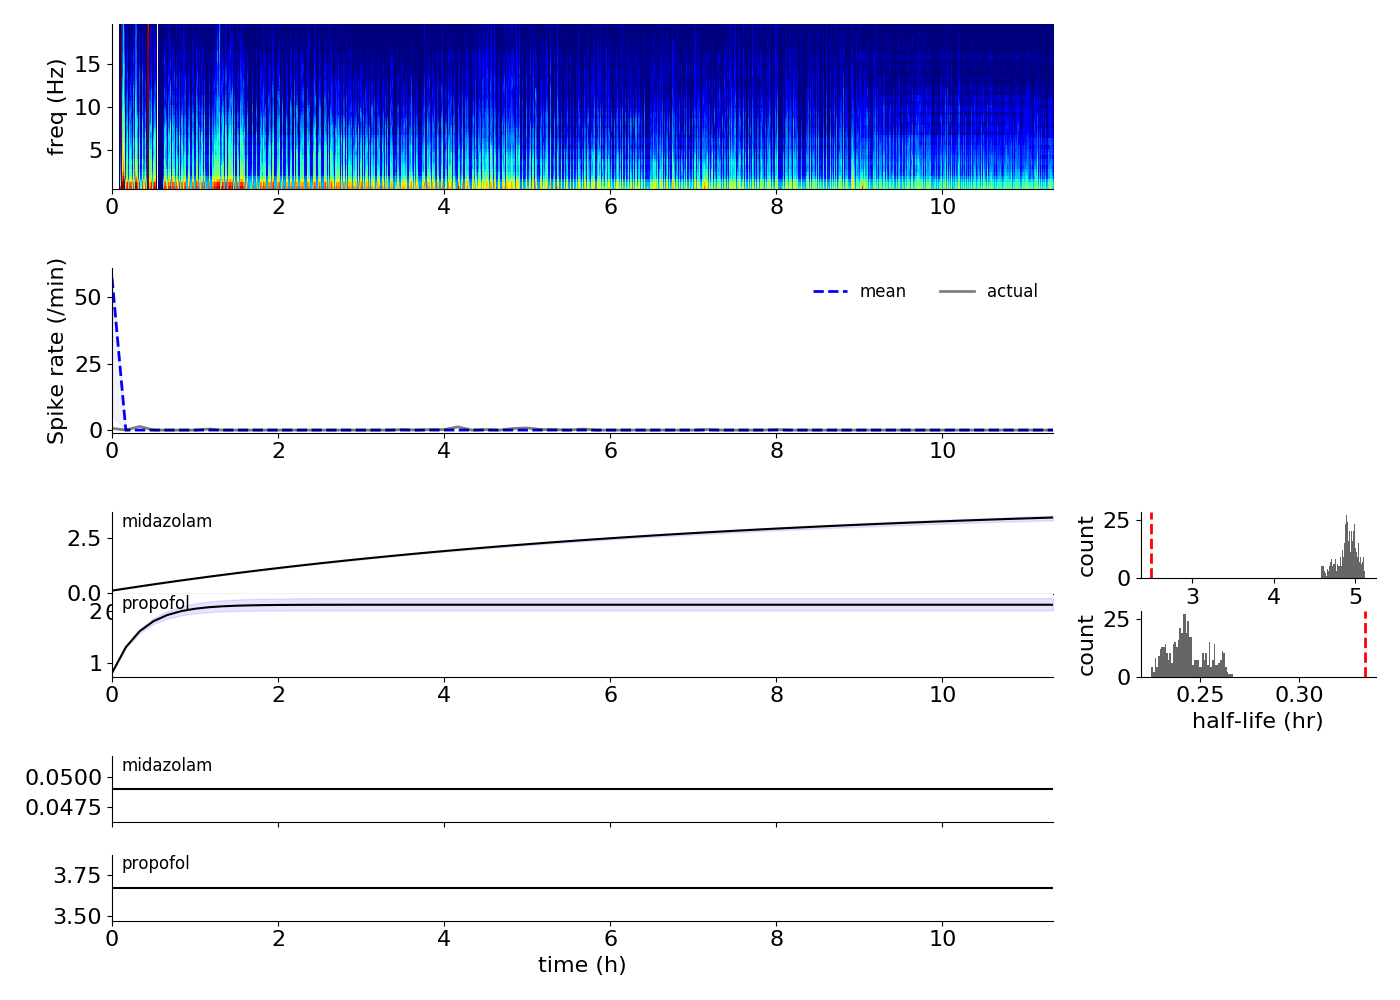 freq (Hz)
15
10
5
0 2 4 6 8 10
Spike rate (/min)
50
25
0
mean actual
0 2 4 6 8 10
midazolam
2.5
0.0
propofol
2
1
0 2 4 6 8 10
count
25
0
3 4 5
count
25
0
0.25 0.30
half-life (hr)
midazolam
0.0500
0.0475
propofol
3.75
3.50
0 2 4 6 8 10
time (h)